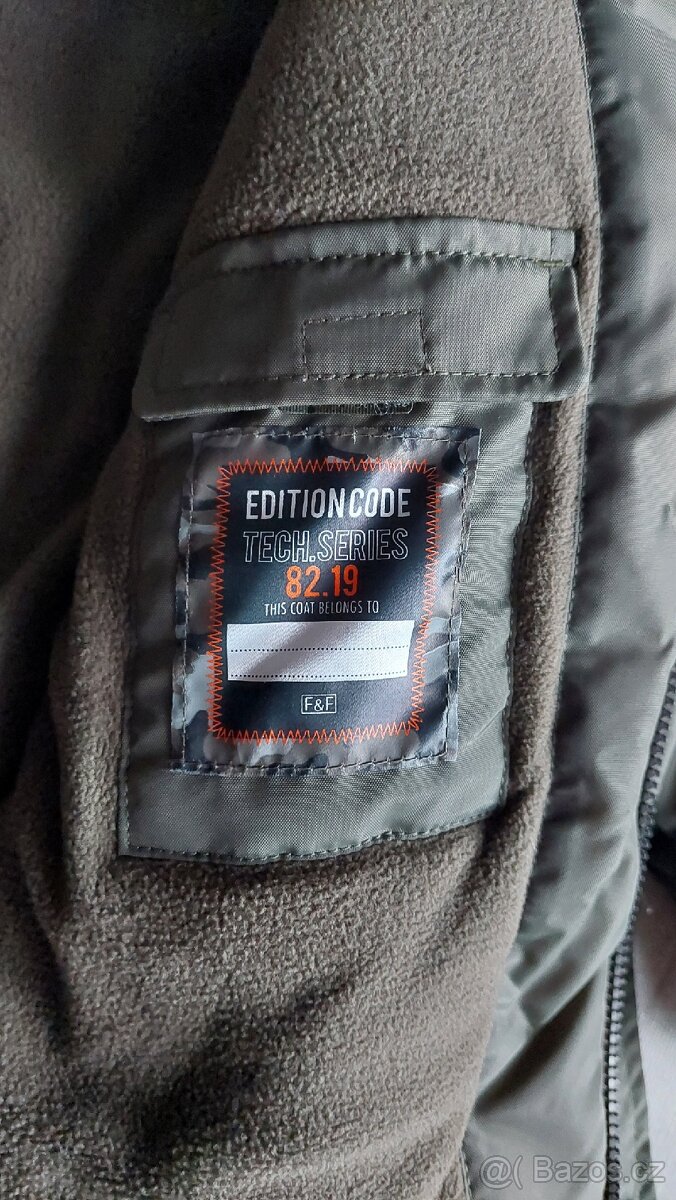 EDITION CODE
TECH.SERIES
82.19
THIS COAT BELONGS TO
F&F
@( Bazos.cz